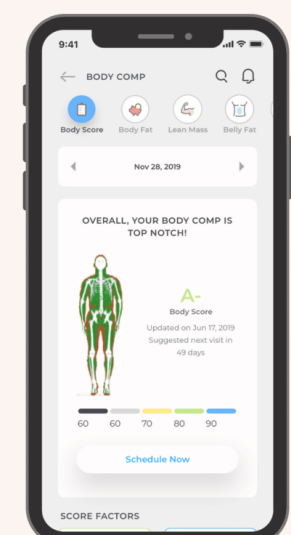 9:41
BODY COMP
Body Score
Body Fat
Lean Mass
Belly Fat
Nov 28, 2019
OVERALL, YOUR BODY COMP IS
TOP NOTCH!
A-
Body Score
Updated on Jun 17, 2019
Suggested next visit in
49 days
60 60 70 80 90
Schedule Now
SCORE FACTORS